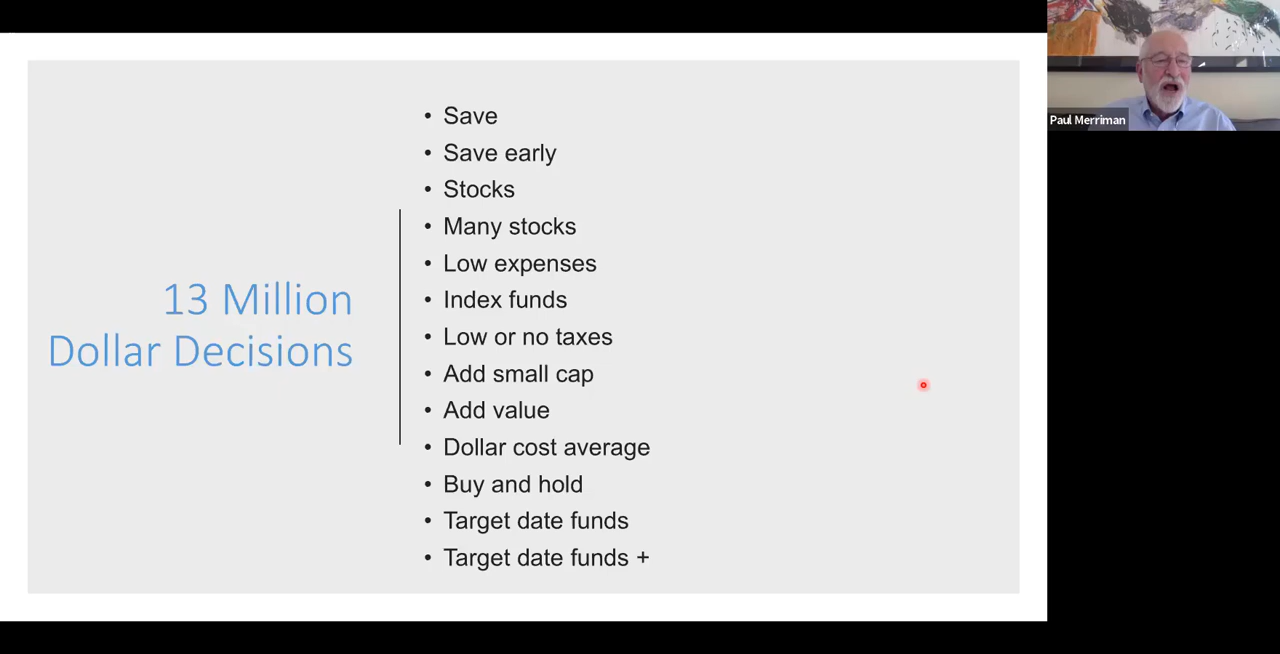 13 Million
Dollar Decisions
• Save
• Save early
• Stocks
• Many stocks
• Low expenses
• Index funds
• Low or no taxes
• Add small cap
• Add value
• Dollar cost average
• Buy and hold
• Target date funds
• Target date funds +
Paul Merriman